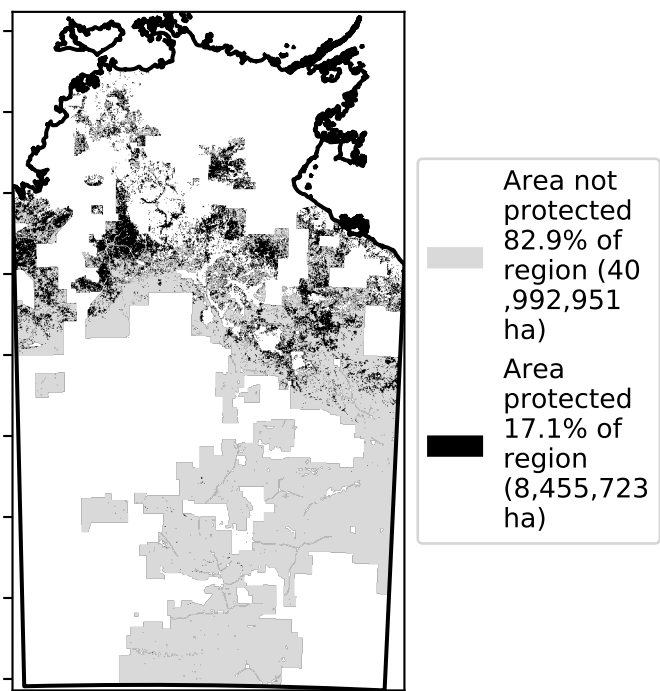 Area not
protected
82.9% of
region (40
,992,951
ha)
Area
protected
17.1% of
region
(8,455,723
ha)